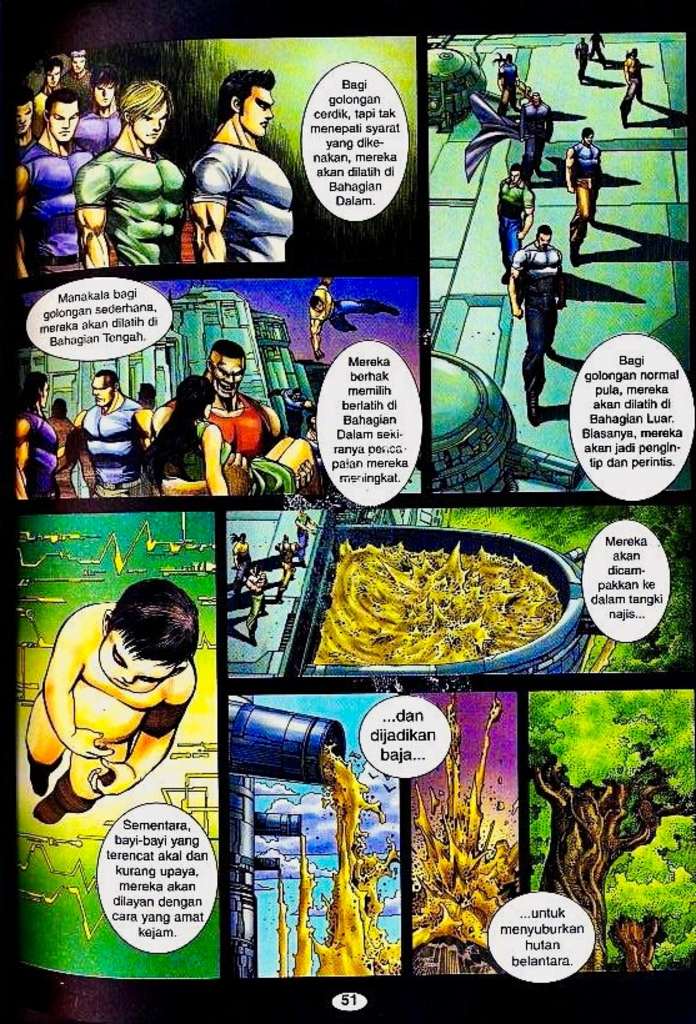 Bagi
golongan
cerdik, tapi tak
menepati syarat
yang dike-
nakan, mereka
akan dilatih di
Bahagian
Dalam.
Manakala bagi
golongan sederhana,
mereka akan dilatih di
Bahagian Tengah.
Mereka
berhak
memilih
berlatih di
Bahagian
Dalam seki-
ranya penca-
paian mereka
meningkat.
Bagi
golongan normal
pula, mereka
akan dilatih di
Bahagian Luar.
Biasanya, mereka
akan jadi pengin-
tip dan perintis.
Sementara,
bayi-bayi yang
terencat akal dan
kurang upaya,
mereka akan
dilayan dengan
cara yang amat
kejam.
Mereka
akan
dicam-
pakkan ke
dalam tangki
najis...
...dan
dijadikan
baja...
...untuk
menyuburkan
hutan
belantara.
51